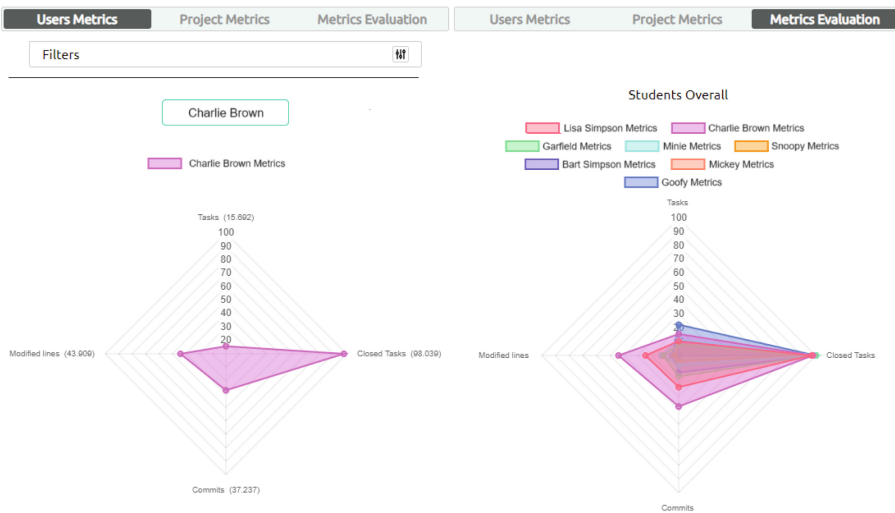 Users Metrics Project Metrics Metrics Evaluation
Filters
Charlie Brown
Charlie Brown Metrics
Tasks (15.692)
100
90
80
70
60
50
40
30
20
Modified lines (43.909)
Closed Tasks (98.039)
Commits (37.237)
Users Metrics Project Metrics Metrics Evaluation
Students Overall
Lisa Simpson Metrics Charlie Brown Metrics
Garfield Metrics Minie Metrics Snoopy Metrics
Bart Simpson Metrics Mickey Metrics
Goofy Metrics
Tasks
100
90
80
70
60
50
40
30
20
Modified lines
Closed Tasks
Commits